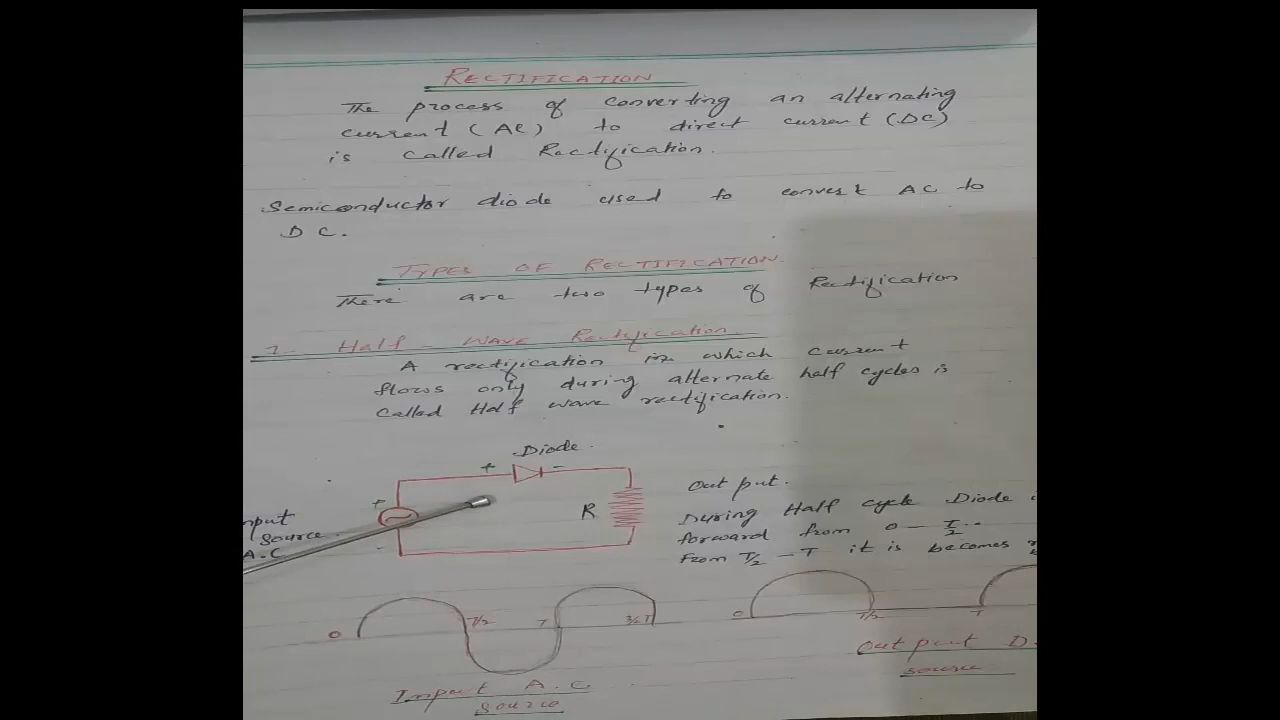 RECTIFICATION
The process of converting an alternating
current (AC) to direct current (DC)
is called Rectification.
Semiconductor diode used to convert AC to
DC.
TYPES OF RECTIFICATION.
There are two types of Rectification
1- Half - WAVE Rectification.
A rectification in which current
flows only during alternate half cycles is
called Half wave rectification.
Diode
+ -
+
R
nput
source
A.C
-
Out put.
During Half cycle Diode i
forward from 0 - T/2..
From T/2 - T it is becomes
0 T/2 T 3/2 T
0 T/2 T
Input A.C
source
Out put D.
source